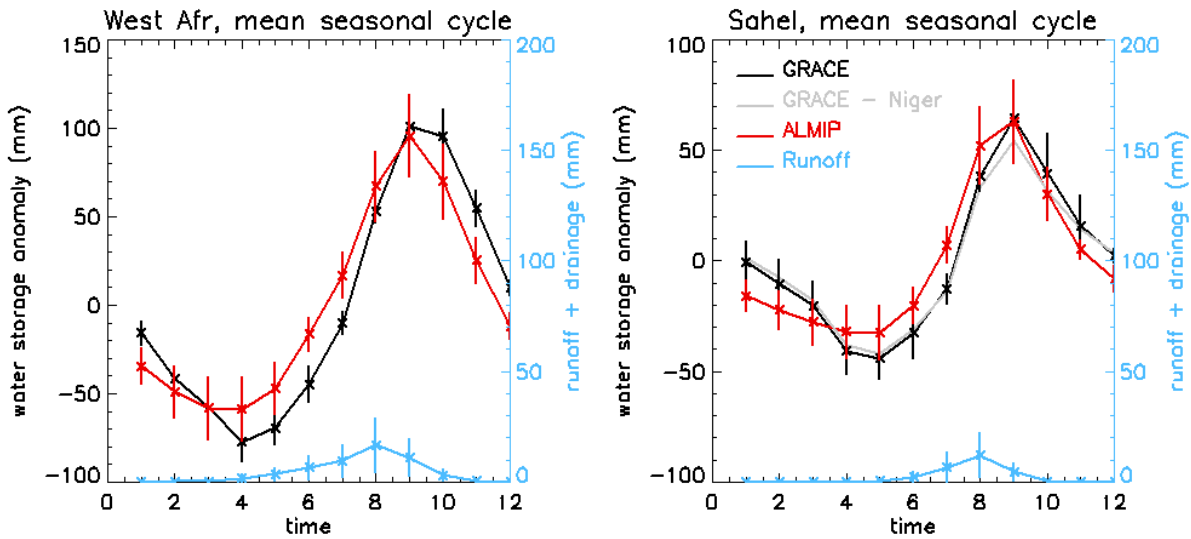 West Afr, mean seasonal cycle
150
100
50
0
−50
−100
water storage anomaly (mm)
200
150
100
50
0
runoff + drainage (mm)
0 2 4 6 8 10 12
time
Sahel, mean seasonal cycle
100
50
0
−50
−100
water storage anomaly (mm)
GRACE
GRACE − Niger
ALMIP
Runoff
200
150
100
50
0
runoff + drainage (mm)
0 2 4 6 8 10 12
time